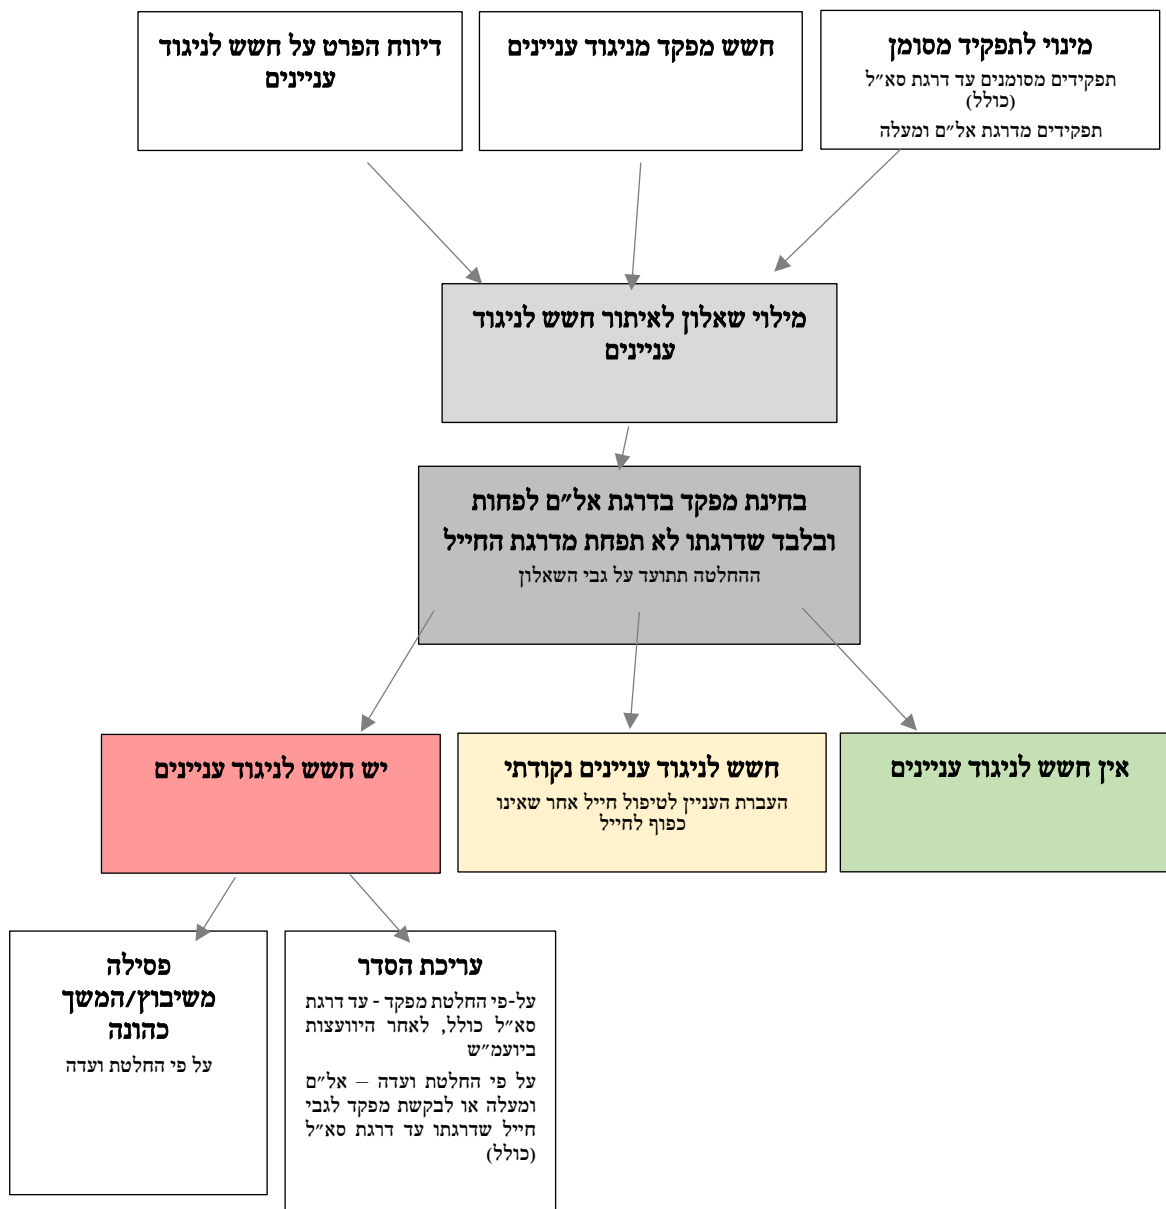 מינוי לתפקיד מסומן
תפקידים מסומנים עד דרגת סא״ל
(כולל)
תפקידים מדרגת אל״ם ומעלה
חשש מפקד מניגוד עניינים
דיווח הפרט על חשש לניגוד
עניינים
מילוי שאלון לאיתור חשש לניגוד
עניינים
בחינת מפקד בדרגת אל״ם לפחות
ובלבד שדרגתו לא תפחת מדרגת החייל
ההחלטה תתועד על גבי השאלון
אין חשש לניגוד עניינים
חשש לניגוד עניינים נקודתי
העברת העניין לטיפול חייל אחר שאינו
כפוף לחייל
יש חשש לניגוד עניינים
עריכת הסדר
על-פי החלטת מפקד - עד דרגת
סא״ל כולל, לאחר היוועצות
ביועמ״ש
על פי החלטת ועדה – אל״ם
ומעלה או לבקשת מפקד לגבי
חייל שדרגתו עד דרגת סא״ל
(כולל)
פסילה
משיבוץ/המשך
כהונה
על פי החלטת ועדה